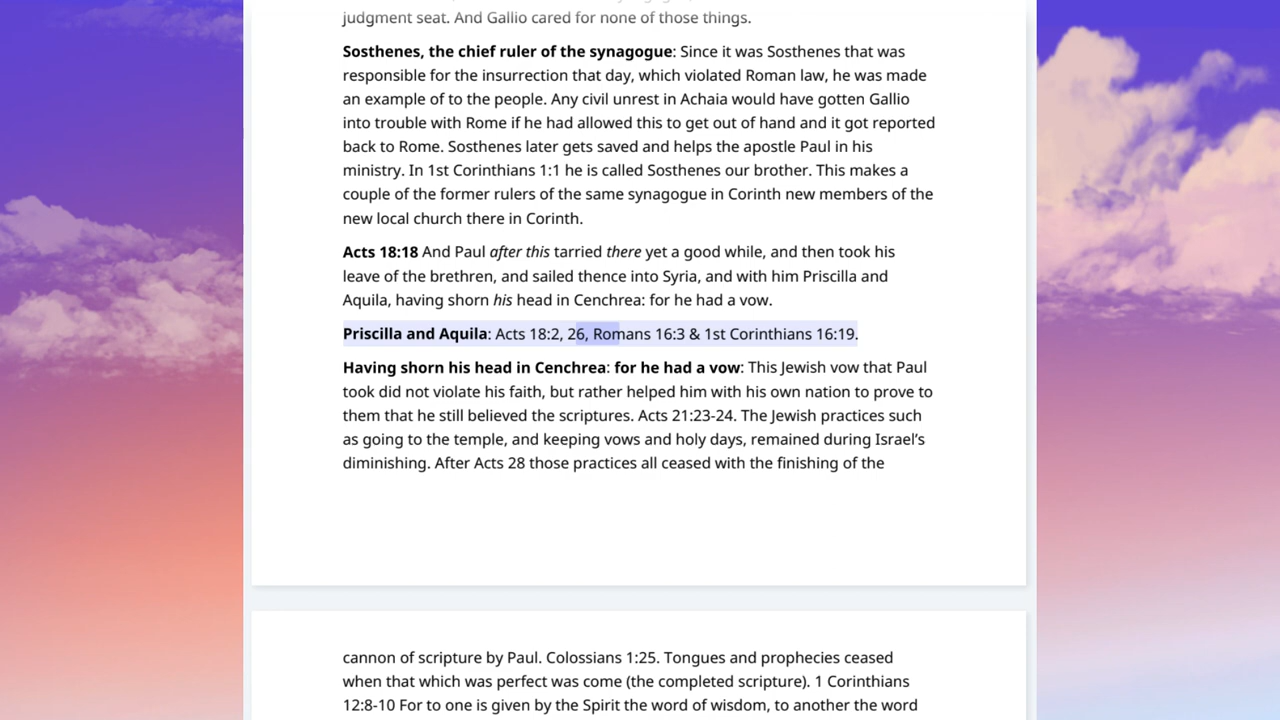 judgment seat. And Gallio cared for none of those things.
Sosthenes, the chief ruler of the synagogue: Since it was Sosthenes that was
responsible for the insurrection that day, which violated Roman law, he was made
an example of to the people. Any civil unrest in Achaia would have gotten Gallio
into trouble with Rome if he had allowed this to get out of hand and it got reported
back to Rome. Sosthenes later gets saved and helps the apostle Paul in his
ministry. In 1st Corinthians 1:1 he is called Sosthenes our brother. This makes a
couple of the former rulers of the same synagogue in Corinth new members of the
new local church there in Corinth.
Acts 18:18 And Paul after this tarried there yet a good while, and then took his
leave of the brethren, and sailed thence into Syria, and with him Priscilla and
Aquila, having shorn his head in Cenchrea: for he had a vow.
Priscilla and Aquila: Acts 18:2, 26, Romans 16:3 & 1st Corinthians 16:19.
Having shorn his head in Cenchrea: for he had a vow: This Jewish vow that Paul
took did not violate his faith, but rather helped him with his own nation to prove to
them that he still believed the scriptures. Acts 21:23-24. The Jewish practices such
as going to the temple, and keeping vows and holy days, remained during Israel’s
diminishing. After Acts 28 those practices all ceased with the finishing of the
cannon of scripture by Paul. Colossians 1:25. Tongues and prophecies ceased
when that which was perfect was come (the completed scripture). 1 Corinthians
12:8-10 For to one is given by the Spirit the word of wisdom, to another the word